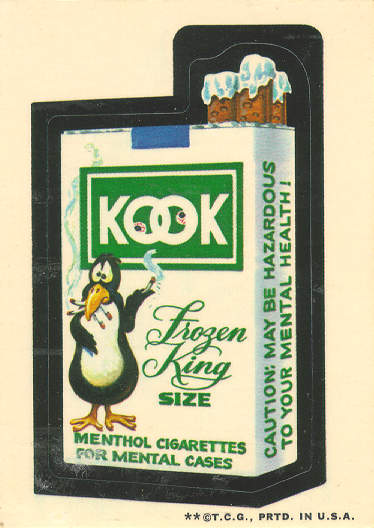 KOOK
Frozen
King
SIZE
MENTHOL CIGARETTES
FOR MENTAL CASES
CAUTION: MAY BE HAZARDOUS
TO YOUR MENTAL HEALTH!
**©T.C.G., PRTD. IN U.S.A.